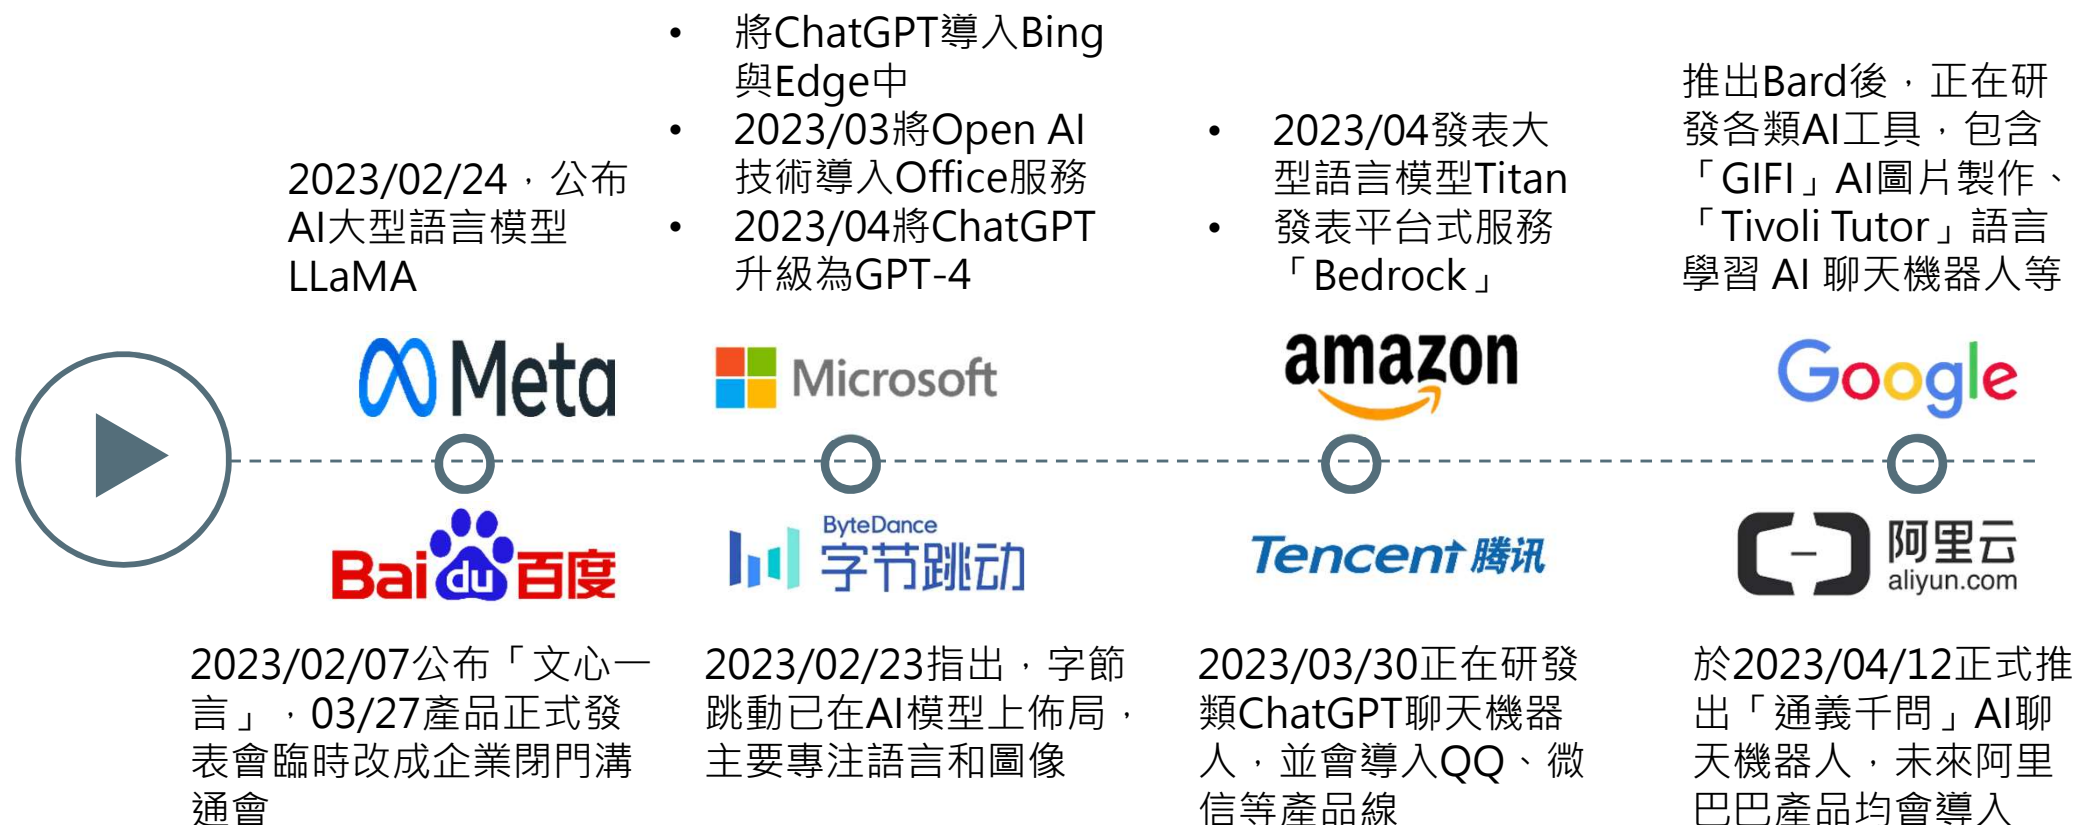 2023/02/24，公布
AI大型語言模型
LLaMA
• 將ChatGPT導入Bing
與Edge中
• 2023/03將Open AI
技術導入Office服務
• 2023/04將ChatGPT
升級為GPT-4
• 2023/04發表大
型語言模型Titan
• 發表平台式服務
「Bedrock」
推出Bard後，正在研
發各類AI工具，包含
「GIFI」AI圖片製作、
「Tivoli Tutor」語言
學習 AI 聊天機器人等
Meta
Microsoft
amazon
Google
Bai du 百度
ByteDance
字节跳动
Tencent 腾讯
阿里云
aliyun.com
2023/02/07公布「文心一
言」，03/27產品正式發
表會臨時改成企業閉門溝
通會
2023/02/23指出，字節
跳動已在AI模型上佈局，
主要專注語言和圖像
2023/03/30正在研發
類ChatGPT聊天機器
人，並會導入QQ、微
信等產品線
於2023/04/12正式推
出「通義千問」AI聊
天機器人，未來阿里
巴巴產品均會導入